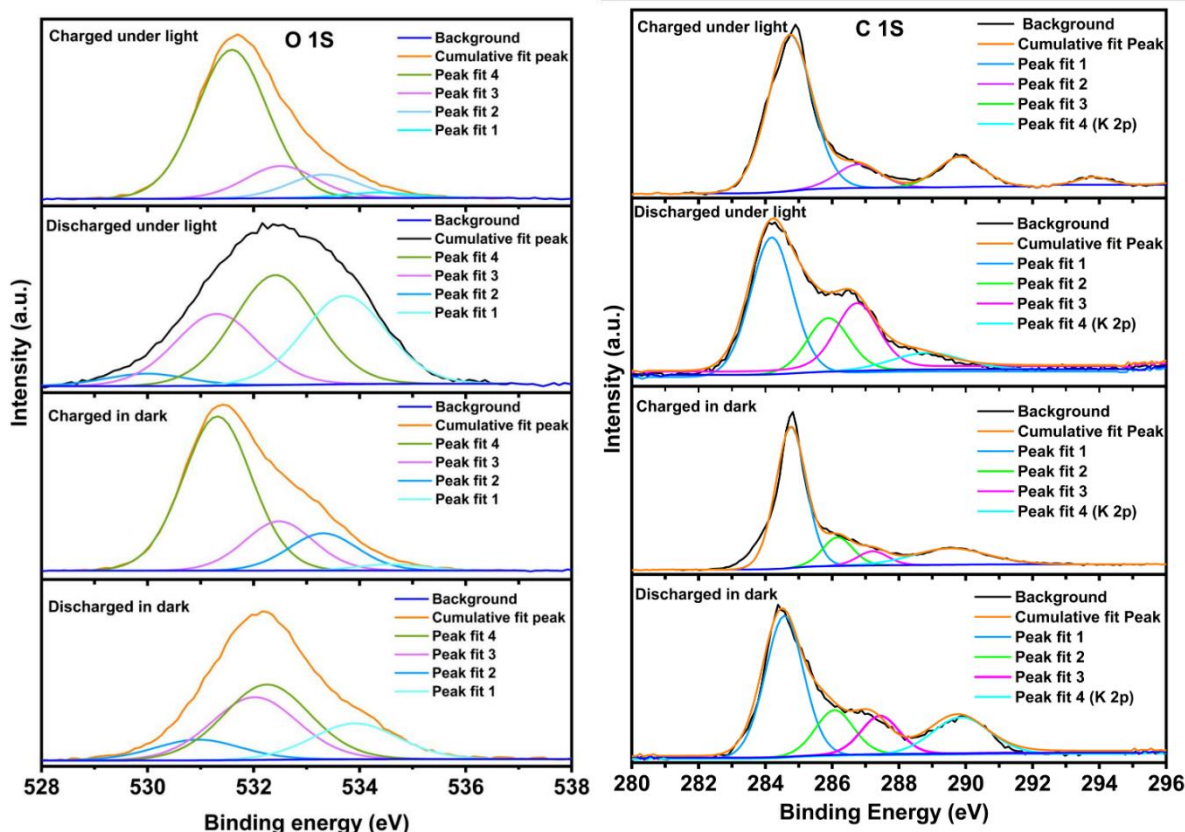 O 1S
Intensity (a.u.)
Charged under light
Background
Cumulative fit peak
Peak fit 4
Peak fit 3
Peak fit 2
Peak fit 1
Discharged under light
Background
Cumulative fit peak
Peak fit 4
Peak fit 3
Peak fit 2
Peak fit 1
Charged in dark
Background
Cumulative fit peak
Peak fit 4
Peak fit 3
Peak fit 2
Peak fit 1
Discharged in dark
Background
Cumulative fit peak
Peak fit 4
Peak fit 3
Peak fit 2
Peak fit 1
528 530 532 534 536 538
Binding energy (eV)
C 1S
Intensity (a.u.)
Charged under light
Background
Cumulative fit Peak
Peak fit 1
Peak fit 2
Peak fit 3
Peak fit 4 (K 2p)
Discharged under light
Background
Cumulative fit Peak
Peak fit 1
Peak fit 2
Peak fit 3
Peak fit 4 (K 2p)
Charged in dark
Background
Cumulative fit Peak
Peak fit 1
Peak fit 2
Peak fit 3
Peak fit 4 (K 2p)
Discharged in dark
Background
Cumulative fit Peak
Peak fit 1
Peak fit 2
Peak fit 3
Peak fit 4 (K 2p)
280 282 284 286 288 290 292 294 296
Binding Energy (eV)